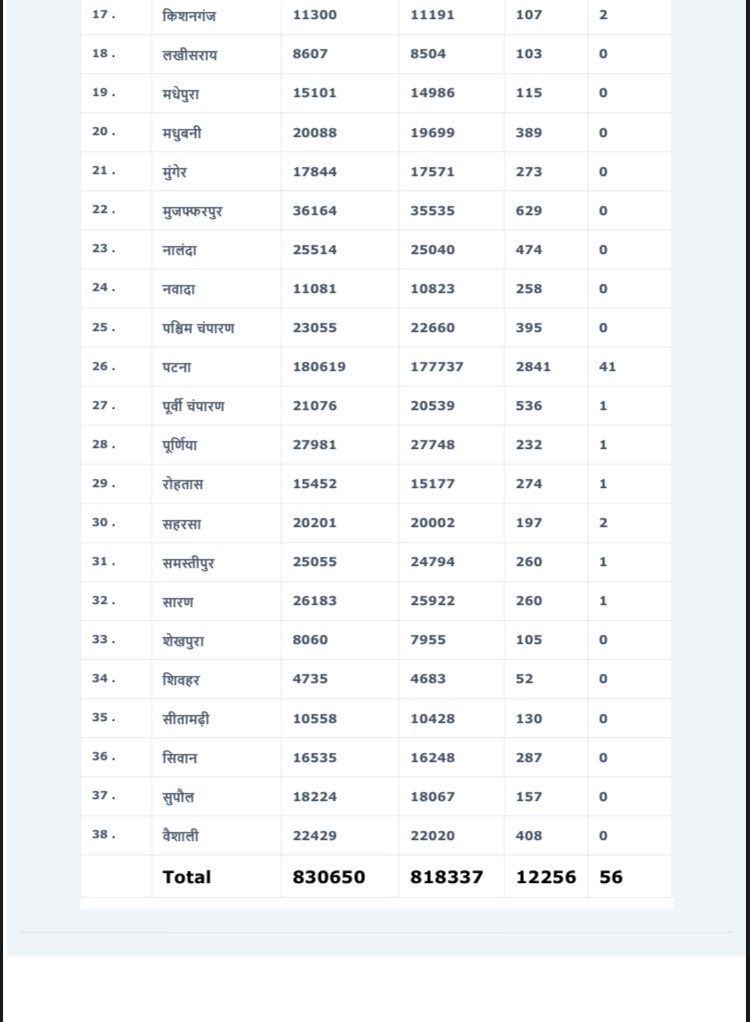 17. किशनगंज 11300 11191 107 2
18. लखीसराय 8607 8504 103 0
19. मधेपुरा 15101 14986 115 0
20. मधुबनी 20088 19699 389 0
21. मुंगेर 17844 17571 273 0
22. मुजफ्फरपुर 36164 35535 629 0
23. नालंदा 25514 25040 474 0
24. नवादा 11081 10823 258 0
25. पश्चिम चंपारण 23055 22660 395 0
26. पटना 180619 177737 2841 41
27. पूर्वी चंपारण 21076 20539 536 1
28. पूर्णिया 27981 27748 232 1
29. रोहतास 15452 15177 274 1
30. सहरसा 20201 20002 197 2
31. समस्तीपुर 25055 24794 260 1
32. सारण 26183 25922 260 1
33. शेखपुरा 8060 7955 105 0
34. शिवहर 4735 4683 52 0
35. सीतामढ़ी 10558 10428 130 0
36. सिवान 16535 16248 287 0
37. सुपौल 18224 18067 157 0
38. वैशाली 22429 22020 408 0
Total 830650 818337 12256 56